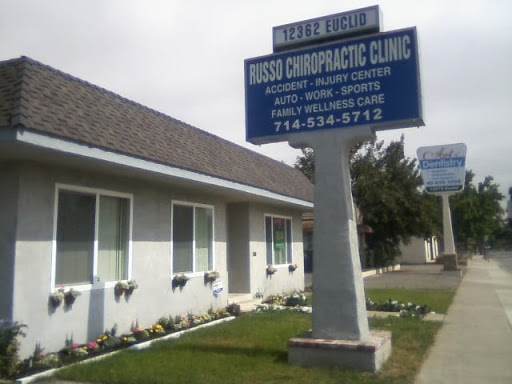 12362 EUCLID
RUSSO CHIROPRACTIC CLINIC
ACCIDENT - INJURY CENTER
AUTO - WORK - SPORTS
FAMILY WELLNESS CARE
714-534-5712
Dentistry